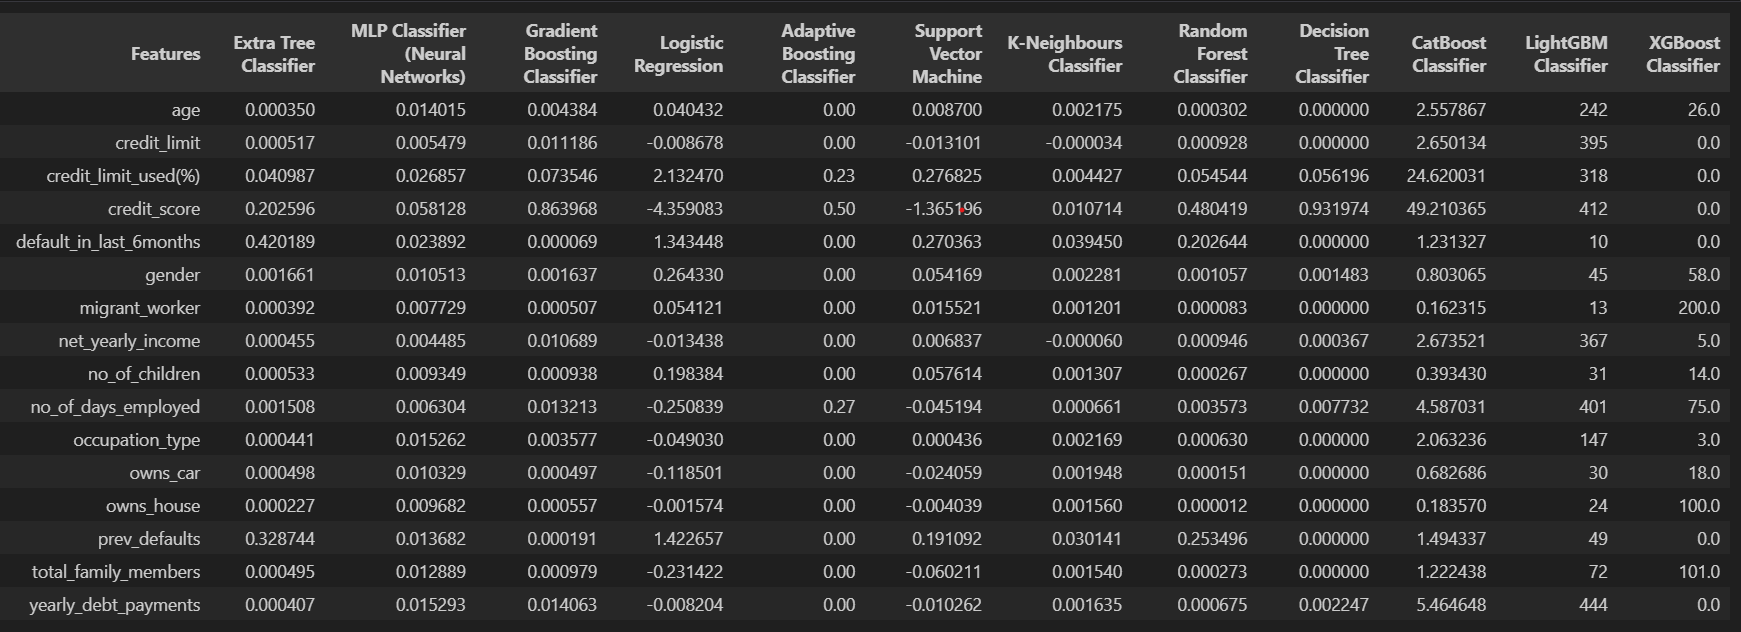 Features Extra Tree Classifier MLP Classifier (Neural Networks) Gradient Boosting Classifier Logistic Regression Adaptive Boosting Classifier Support Vector Machine K-Neighbours Classifier Random Forest Classifier Decision Tree Classifier CatBoost Classifier LightGBM Classifier XGBoost Classifier
age 0.000350 0.014015 0.004384 0.040432 0.00 0.008700 0.002175 0.000302 0.000000 2.557867 242 26.0
credit_limit 0.000517 0.005479 0.011186 -0.008678 0.00 -0.013101 -0.000034 0.000928 0.000000 2.650134 395 0.0
credit_limit_used(%) 0.040987 0.026857 0.073546 2.132470 0.23 0.276825 0.004427 0.054544 0.056196 24.620031 318 0.0
credit_score 0.202596 0.058128 0.863968 -4.359083 0.50 -1.365196 0.010714 0.480419 0.931974 49.210365 412 0.0
default_in_last_6months 0.420189 0.023892 0.000069 1.343448 0.00 0.270363 0.039450 0.202644 0.000000 1.231327 10 0.0
gender 0.001661 0.010513 0.001637 0.264330 0.00 0.054169 0.002281 0.001057 0.001483 0.803065 45 58.0
migrant_worker 0.000392 0.007729 0.000507 0.054121 0.00 0.015521 0.001201 0.000083 0.000000 0.162315 13 200.0
net_yearly_income 0.000455 0.004485 0.010689 -0.013438 0.00 0.006837 -0.000060 0.000946 0.000367 2.673521 367 5.0
no_of_children 0.000533 0.009349 0.000938 0.198384 0.00 0.057614 0.001307 0.000267 0.000000 0.393430 31 14.0
no_of_days_employed 0.001508 0.006304 0.013213 -0.250839 0.27 -0.045194 0.000661 0.003573 0.007732 4.587031 401 75.0
occupation_type 0.000441 0.015262 0.003577 -0.049030 0.00 0.000436 0.002169 0.000630 0.000000 2.063236 147 3.0
owns_car 0.000498 0.010329 0.000497 -0.118501 0.00 -0.024059 0.001948 0.000151 0.000000 0.682686 30 18.0
owns_house 0.000227 0.009682 0.000557 -0.001574 0.00 -0.004039 0.001560 0.000012 0.000000 0.183570 24 100.0
prev_defaults 0.328744 0.013682 0.000191 1.422657 0.00 0.191092 0.030141 0.253496 0.000000 1.494337 49 0.0
total_family_members 0.000495 0.012889 0.000979 -0.231422 0.00 -0.060211 0.001540 0.000273 0.000000 1.222438 72 101.0
yearly_debt_payments 0.000407 0.015293 0.014063 -0.008204 0.00 -0.010262 0.001635 0.000675 0.002247 5.464648 444 0.0